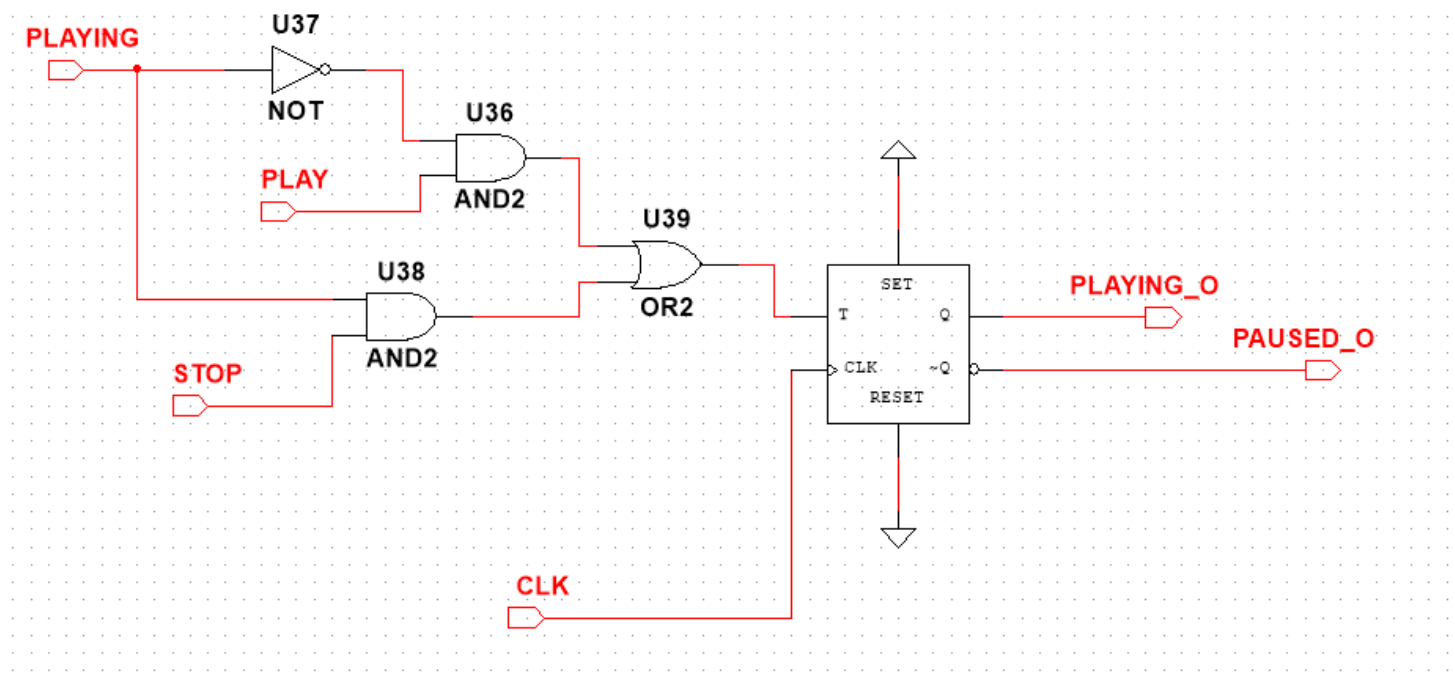 U37
PLAYING
NOT
U36
PLAY
AND2
U39
U38
SET
PLAYING_O
OR2
T
Q
PAUSED_O
AND2
STOP
CLK
~Q
RESET
CLK